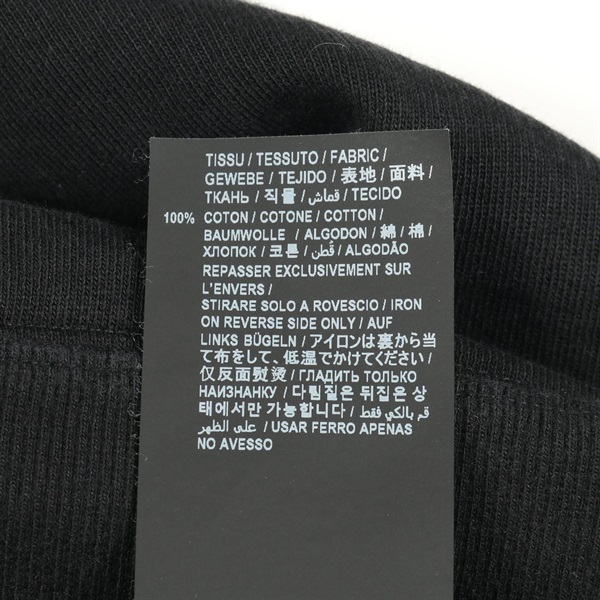 TISSU / TESSUTO / FABRIC /
GEWEBE / TEJIDO / 表地 / 面料 /
ТКАНЬ / 직물 / قماش / TECIDO
100% COTON / COTONE / COTTON /
BAUMWOLLE / ALGODON / 綿 / 棉 /
ХЛОПОК / 코튼 / قُطن / ALGODÃO
REPASSER EXCLUSIVEMENT SUR
L'ENVERS /
STIRARE SOLO A ROVESCIO / IRON
ON REVERSE SIDE ONLY / AUF
LINKS BÜGELN / アイロンは裏から当
て布をして、低温でかけてください /
仅反面熨烫 / ГЛАДИТЬ ТОЛЬКО
НАИЗНАНКУ / 다림질은 뒤집은 상
태에서만 가능합니다 / قم بالكي فقط
على الظهر / USAR FERRO APENAS
NO AVESSO